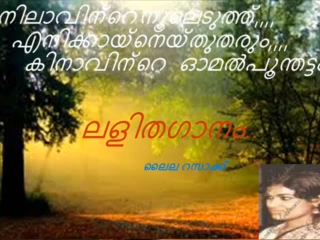 നിലാവിന്റെനൂലെടുത്ത്,,,,
എനിക്കായ്നെയ്തുതരും,,,
കിനാവിന്റെ ഓമൽപൂന്തട്ടം
ലളിതഗാനം.
ലൈല റസാക്ക്